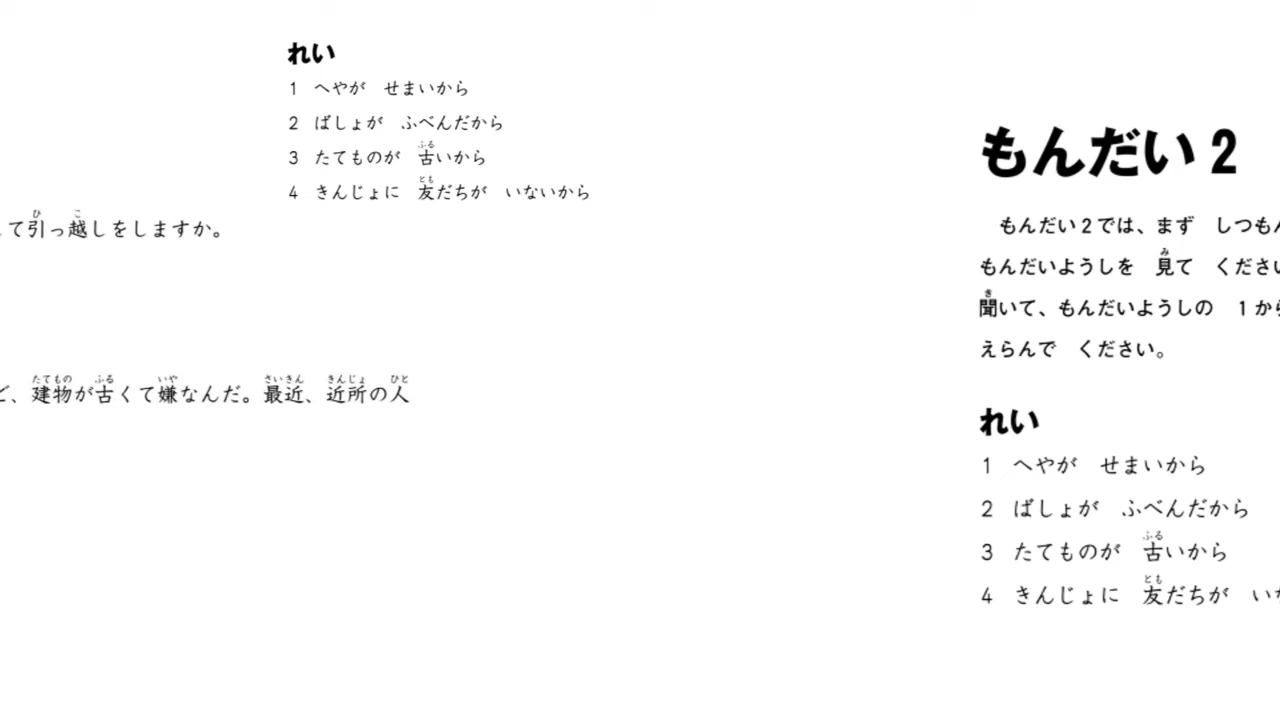 れい
1 へやが せまいから
2 ばしょが ふべんだから
3 たてものが 古いから
4 きんじょに 友だちが いないから
て引っ越しをしますか。
、建物が古くて嫌なんだ。最近、近所の人
もんだい2
もんだい2では、まず しつも
もんだいようしを 見て くださ
聞いて、もんだいようしの 1か
えらんで ください。
れい
1 へやが せまいから
2 ばしょが ふべんだから
3 たてものが 古いから
4 きんじょに 友だちが い